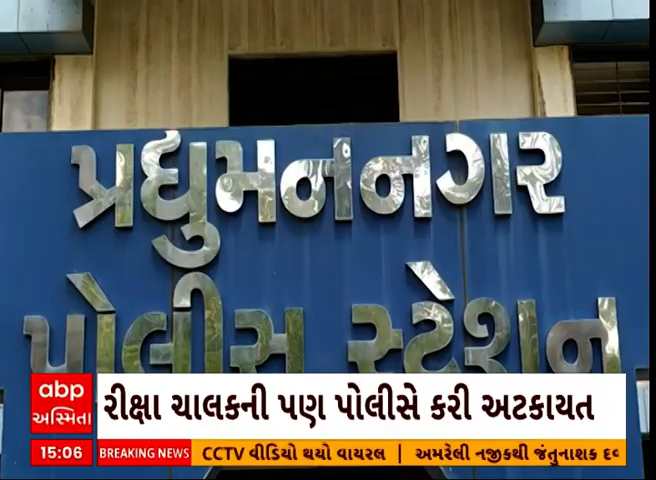 પ્રદ્યુમનનગર
પોલીસ સ્ટેશન
abp
અસ્મિતા
રીક્ષા ચાલકની પણ પોલીસે કરી અટકાયત
15:06
BREAKING NEWS
CCTV વીડિયો થયો વાયરલ | અમરેલી નજીકથી જંતુનાશક